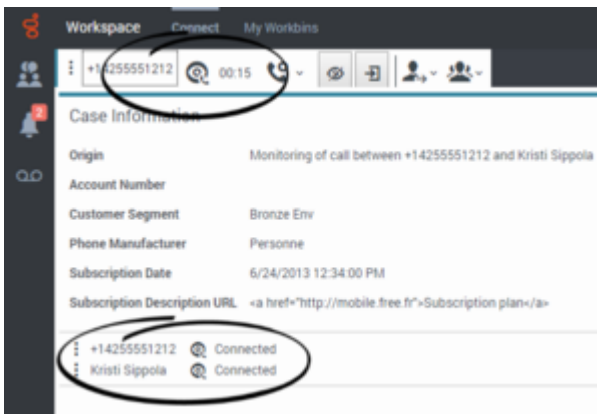 Workspace Connect My Workbins
+14255551212 00:15
2
Case Information
Origin Monitoring of call between +14255551212 and Kristi Sippola
Account Number
Customer Segment Bronze Env
Phone Manufacturer Personne
Subscription Date 6/24/2013 12:34:00 PM
Subscription Description URL <a href="http://mobile.free.fr">Subscription plan</a>
+14255551212 Connected
Kristi Sippola Connected